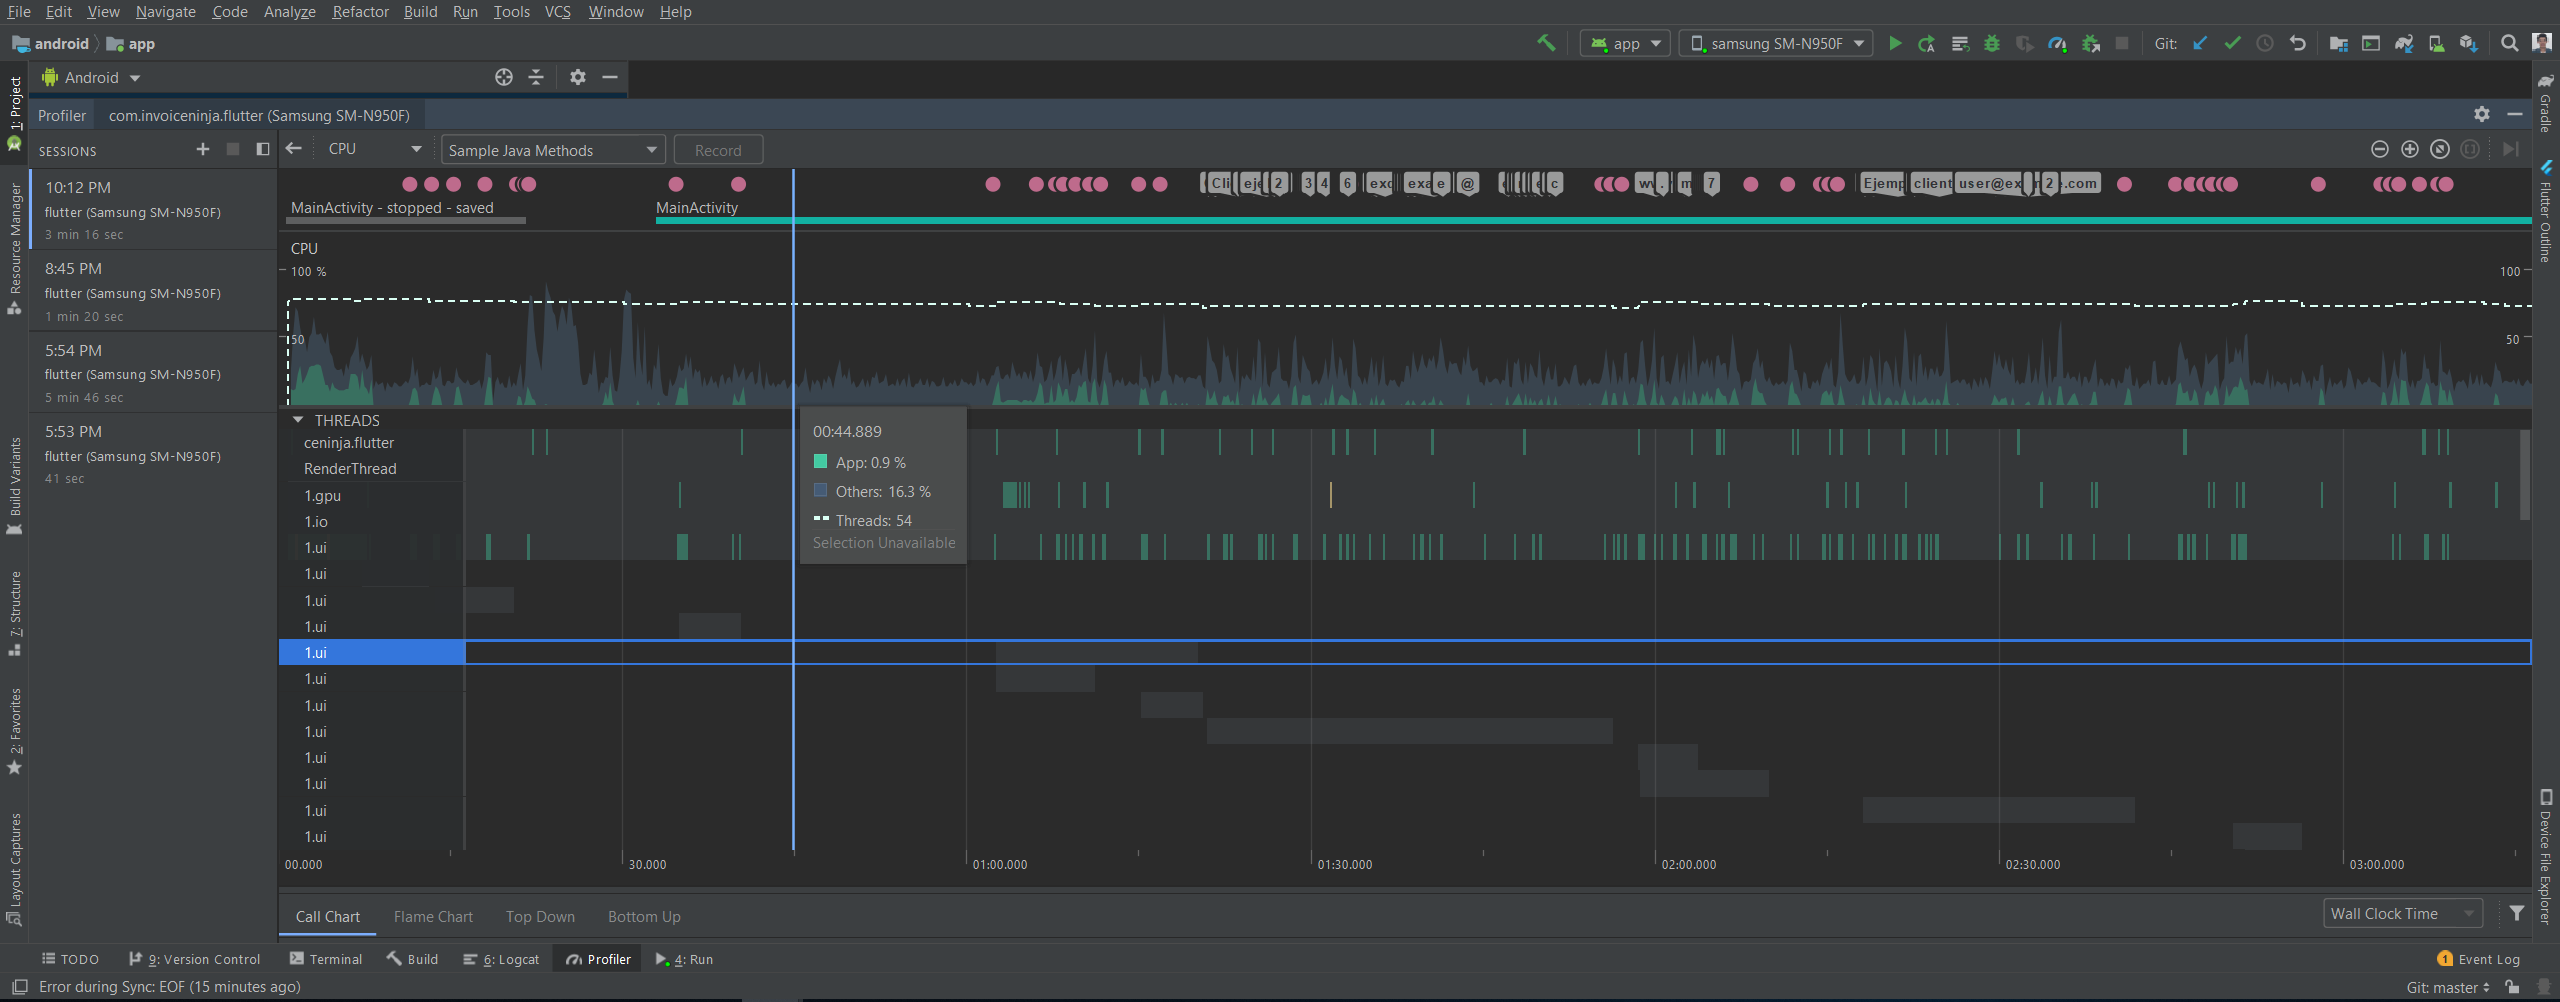 File Edit View Navigate Code Analyze Refactor Build Run Tools VCS Window Help
android app
app samsung SM-N950F Git:
Android
Profiler com.invoiceninja.flutter (Samsung SM-N950F)
SESSIONS CPU Sample Java Methods Record
10:12 PM
flutter (Samsung SM-N950F)
3 min 16 sec
8:45 PM
flutter (Samsung SM-N950F)
1 min 20 sec
5:54 PM
flutter (Samsung SM-N950F)
5 min 46 sec
5:53 PM
flutter (Samsung SM-N950F)
41 sec
Cli eje 2 3 4 6 exc exa e @ c m 7 Ejemp client user@ex 2 .com
MainActivity - stopped - saved MainActivity
CPU
100 % 100
50 50
THREADS
ceninja.flutter
RenderThread
1.gpu
1.io
1.ui
1.ui
1.ui
1.ui
1.ui
1.ui
1.ui
1.ui
1.ui
1.ui
1.ui
1.ui
00:44.889
App: 0.9 %
Others: 16.3 %
Threads: 54
Selection Unavailable
00.000 30.000 01:00.000 01:30.000 02:00.000 02:30.000 03:00.000
Call Chart Flame Chart Top Down Bottom Up Wall Clock Time
TODO 9: Version Control Terminal Build 6: Logcat Profiler 4: Run 1 Event Log
Error during Sync: EOF (15 minutes ago) Git: master
1: Project
Resource Manager
Build Variants
7: Structure
2: Favorites
Layout Captures
Gradle
Flutter Outline
Device File Explorer